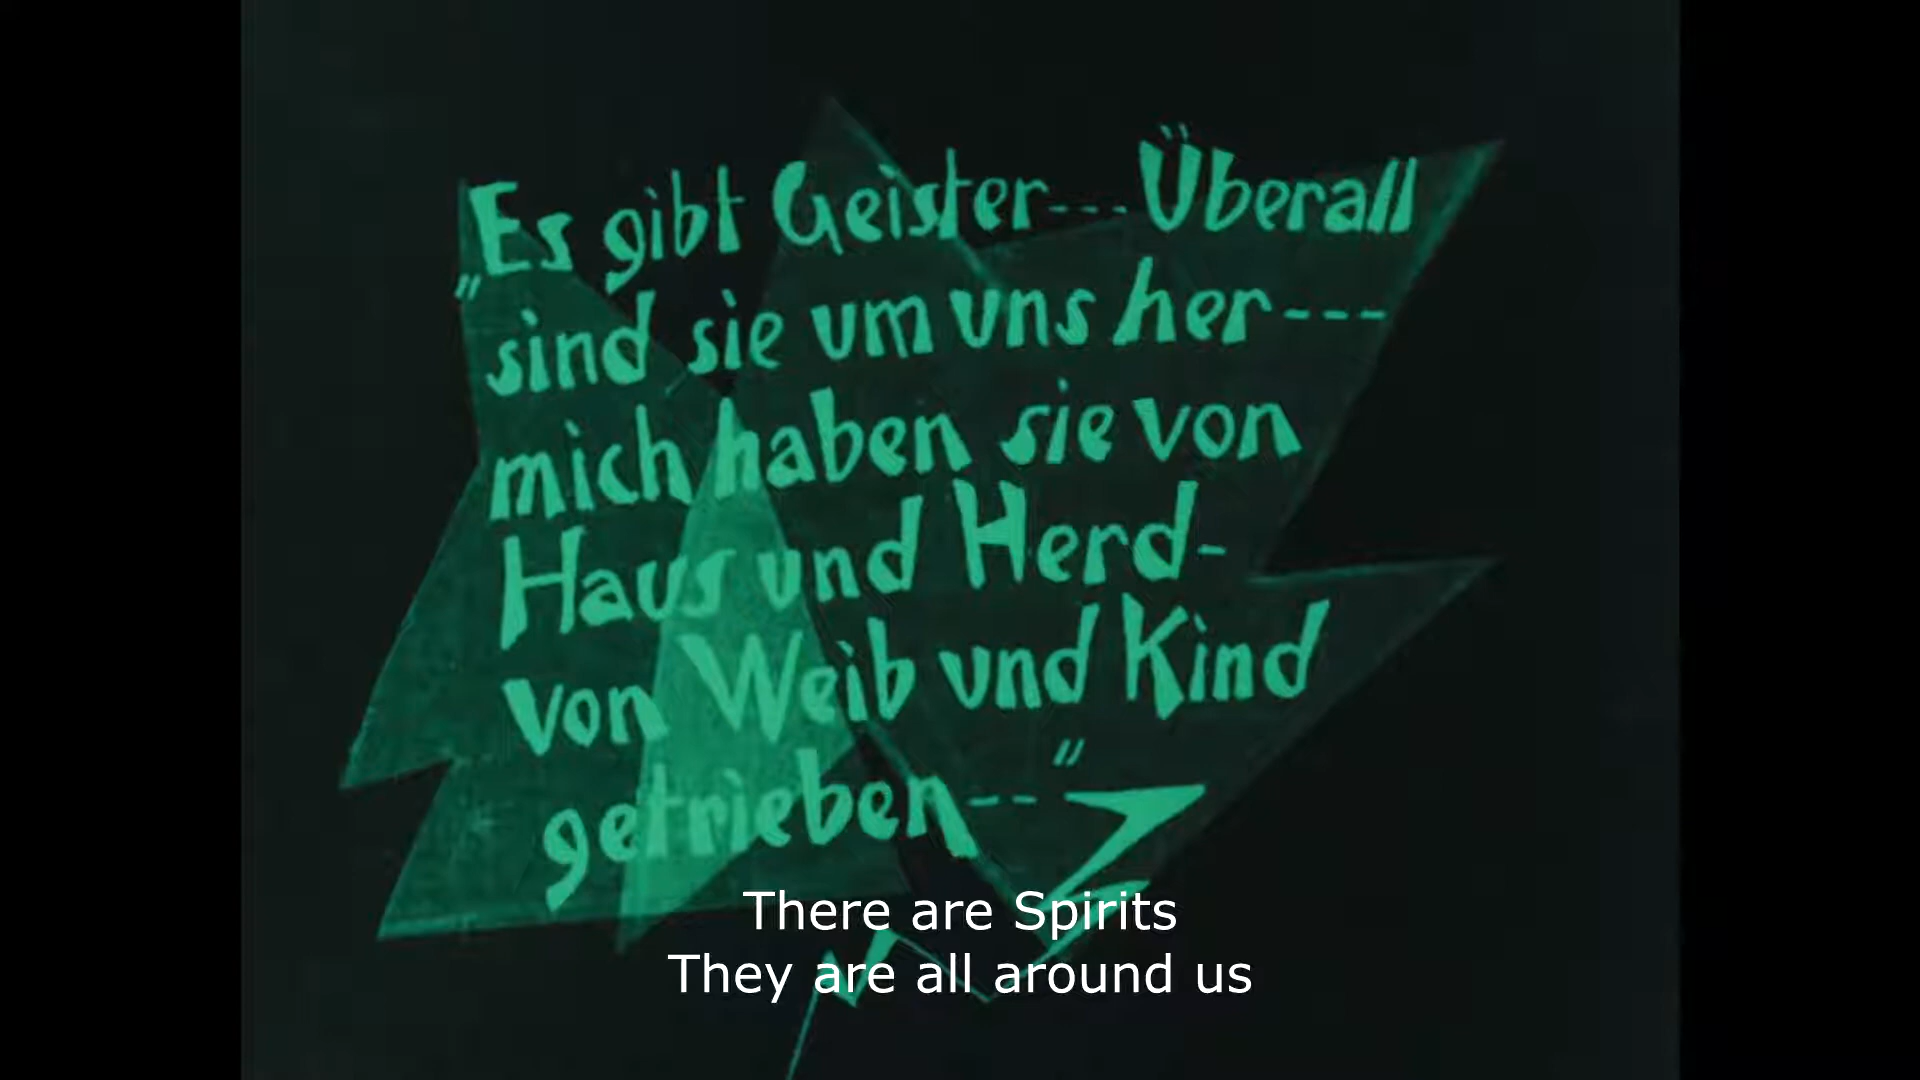 „Es gibt Geister--- Überall
sind sie um uns her---
mich haben sie von
Haus und Herd-
von Weib und Kind
getrieben---"
There are Spirits
They are all around us